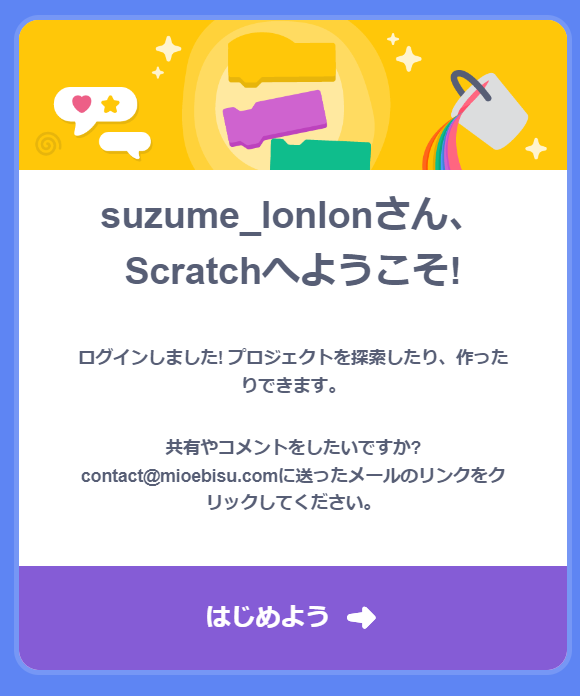 suzume_lonlonさん、
Scratchへようこそ!
ログインしました! プロジェクトを探索したり、作った
りできます。
共有やコメントをしたいですか?
contact@mioebisu.comに送ったメールのリンクをク
リックしてください。
はじめよう